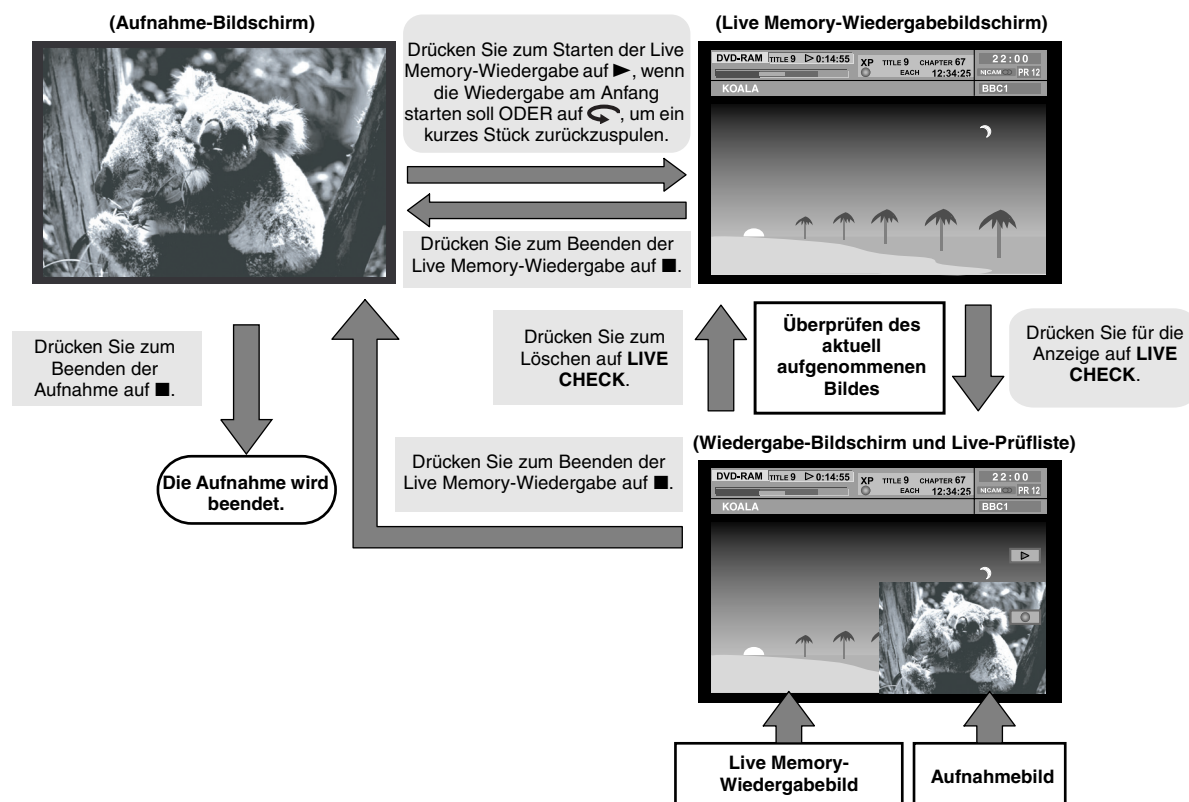 (Aufnahme-Bildschirm)
Drücken Sie zum Starten der Live
Memory-Wiedergabe auf ►, wenn
die Wiedergabe am Anfang
starten soll ODER auf , um ein
kurzes Stück zurückzuspulen.
(Live Memory-Wiedergabebildschirm)
DVD-RAM TITLE 9 ▷ 0:14:55 XP TITLE 9 CHAPTER 67 22:00
EACH 12:34:25 NICAM PR 12
KOALA BBC1
Drücken Sie zum Beenden der
Live Memory-Wiedergabe auf ■.
Drücken Sie zum
Beenden der
Aufnahme auf ■.
Drücken Sie zum
Löschen auf LIVE
CHECK.
Überprüfen des
aktuell
aufgenommenen
Bildes
Drücken Sie für die
Anzeige auf LIVE
CHECK.
Die Aufnahme wird
beendet.
Drücken Sie zum Beenden der
Live Memory-Wiedergabe auf ■.
(Wiedergabe-Bildschirm und Live-Prüfliste)
DVD-RAM TITLE 9 ▷ 0:14:55 XP TITLE 9 CHAPTER 67 22:00
EACH 12:34:25 NICAM PR 12
KOALA BBC1
Live Memory-
Wiedergabebild
Aufnahmebild